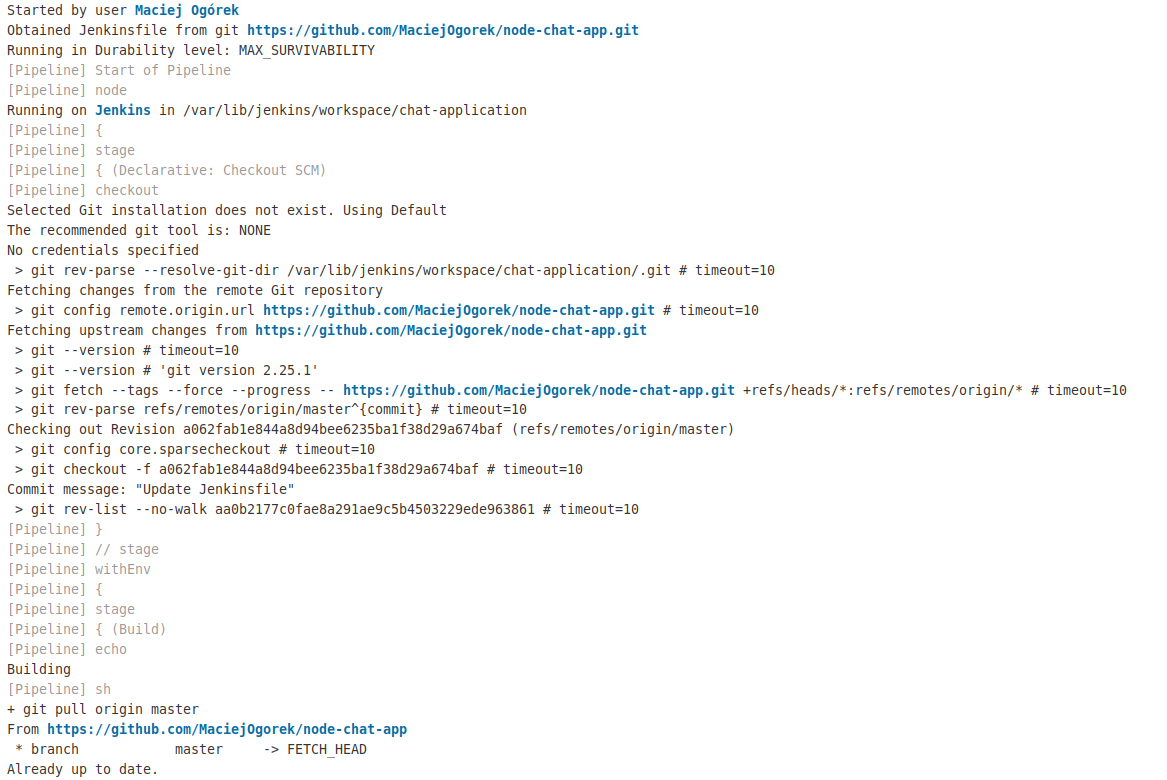 Started by user Maciej Ogórek
Obtained Jenkinsfile from git https://github.com/MaciejOgorek/node-chat-app.git
Running in Durability level: MAX_SURVIVABILITY
[Pipeline] Start of Pipeline
[Pipeline] node
Running on Jenkins in /var/lib/jenkins/workspace/chat-application
[Pipeline] {
[Pipeline] stage
[Pipeline] { (Declarative: Checkout SCM)
[Pipeline] checkout
Selected Git installation does not exist. Using Default
The recommended git tool is: NONE
No credentials specified
 > git rev-parse --resolve-git-dir /var/lib/jenkins/workspace/chat-application/.git # timeout=10
Fetching changes from the remote Git repository
 > git config remote.origin.url https://github.com/MaciejOgorek/node-chat-app.git # timeout=10
Fetching upstream changes from https://github.com/MaciejOgorek/node-chat-app.git
 > git --version # timeout=10
 > git --version # 'git version 2.25.1'
 > git fetch --tags --force --progress -- https://github.com/MaciejOgorek/node-chat-app.git +refs/heads/*:refs/remotes/origin/* # timeout=10
 > git rev-parse refs/remotes/origin/master^{commit} # timeout=10
Checking out Revision a062fab1e844a8d94bee6235ba1f38d29a674baf (refs/remotes/origin/master)
 > git config core.sparsecheckout # timeout=10
 > git checkout -f a062fab1e844a8d94bee6235ba1f38d29a674baf # timeout=10
Commit message: "Update Jenkinsfile"
 > git rev-list --no-walk aa0b2177c0fae8a291ae9c5b4503229ede963861 # timeout=10
[Pipeline] }
[Pipeline] // stage
[Pipeline] withEnv
[Pipeline] {
[Pipeline] stage
[Pipeline] { (Build)
[Pipeline] echo
Building
[Pipeline] sh
+ git pull origin master
From https://github.com/MaciejOgorek/node-chat-app
 * branch            master     -> FETCH_HEAD
Already up to date.